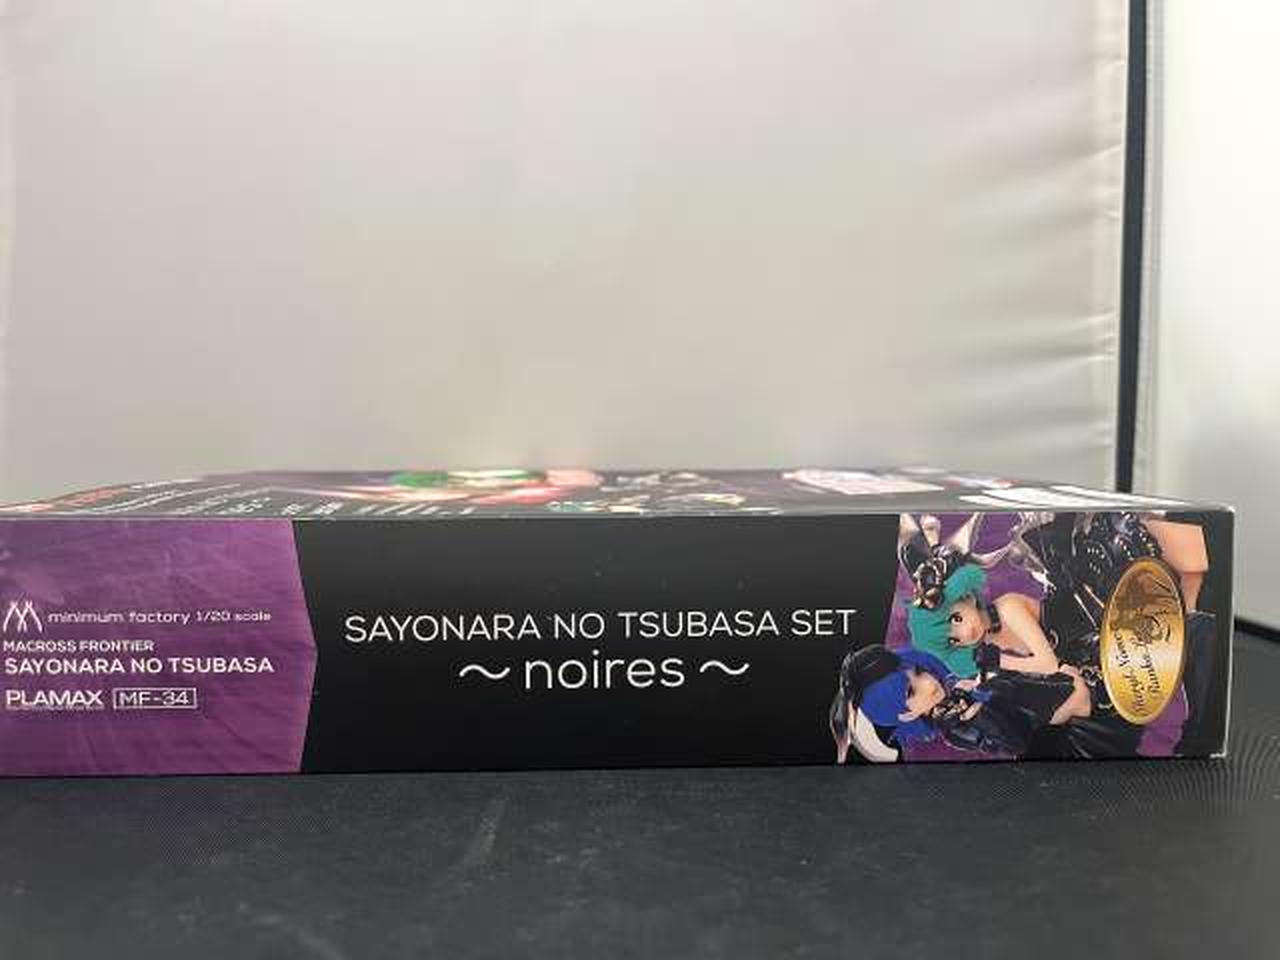 minimum factory 1/20 scale
MACROSS FRONTiER
SAYONARA NO TSUBASA
PLAMAX MF-34
SAYONARA NO TSUBASA SET
～noires～